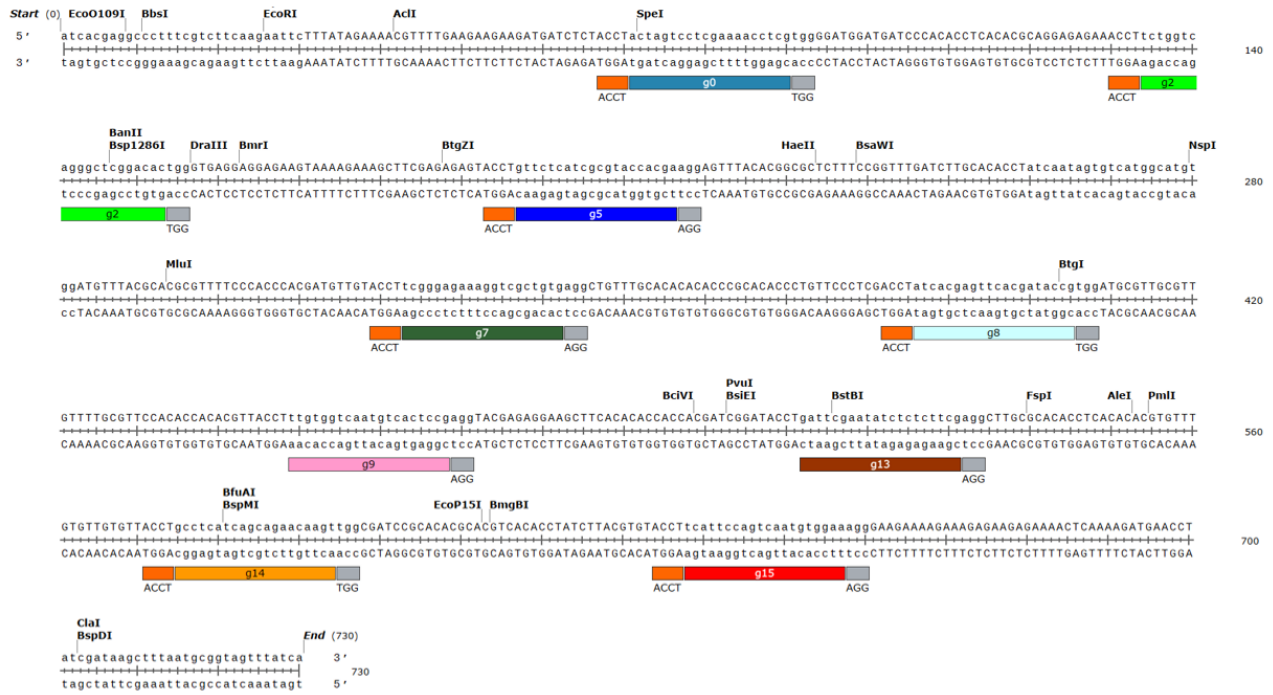 Start (0) EcoO109I BbsI EcoRI AclI SpeI
5' atcacgaggccctttcgtcttcaagaattcTTTATAGAAAACGTTTTGAAGAAGAAGATGATCTCTACCTActagtcctcgaaaacctcgtggGGATGGATGATCCCACACCTCACACGCAGGAGAGAAACCTtctggtc
140
3' tagtgctccgggaaagcagaagttcttaagAAATATCTTTTGCAAAACTTCTTCTTCTACTAGAGATGGATgatcaggagcttttggagcaccCCTACCTACTAGGGTGTGGAGTGTGCGTCCTCTCTTTGGAagaccag
g0 g2
ACCT TGG ACCT
BanII
Bsp1286I DraIII BmrI BtgZI HaeII BsaWI NspI
agggctcggacactggGTGAGGAGGAGAAGTAAAAGAAAGCTTCGAGAGAGTACCTgttctcatcgcgtaccacgaaggAGTTTACACGGCGCTCTTTCCGGTTTGATCTTGCACACCTatcaatagtgtcatggcatgt
280
tcccgagcctgtgacccCACTCCTCCTCTTCATTTTCTTTCGAAGCTCTCTCATGGAcaagagtagcgcatggtgcttccTCAAATGTGCCGCGAGAAAGGCCAAACTAGAACGTGTGGAtagttatcacagtaccgtaca
g2 g5
TGG ACCT AGG
MluI BtgI
ggATGTTTACGCACGCGTTTTCCCACCCACGATGTTGTACCTtcgggagaaaggtcgctgtgaggCTGTTTGCACACACACCCGCACACCCTGTTCCCTCGACCTatcacgagttcacgataccgtggATGCGTTGCGTT
420
ccTACAAATGCGTGCGCAAAAGGGTGGGTGCTACAACATGGAagccctctttccagcgacactccGACAAACGTGTGTGTGGGCGTGTGGGACAAGGGAGCTGGAtagtgctcaagtgctatggcaccTACGCAACGCAA
g7 g8
ACCT AGG ACCT TGG
PvuI
BciVI BsiEI BstBI FspI AleI PmlI
GTTTTGCGTTCCACACCACACGTTACCTttgtggtcaatgtcactccgaggTACGAGAGGAAGCTTCACACACCACCACGATCGGATACCTgattcgaatatctctcttcgaggCTTGCGCACACCTCACACACGTGTTT
560
CAAAACGCAAGGTGTGGTGTGCAATGGAaacaccagttacagtgaggctccATGCTCTCCTTCGAAGTGTGTGGTGGTGCTAGCCTATGGActaagcttatagagagaagctccGAACGCGTGTGGAGTGTGTGCACAAA
g9 g13
AGG AGG
BfuAI
BspMI EcoP15I BmgBI
GTGTTGTGTTACCTgcctcatcagcagaacaagttggCGATCCGCACACGCACGTCACACCTATCTTACGTGTACCTtcattccagtcaatgtggaaaggGAAGAAAAGAAAGAGAAGAGAAAACTCAAAAGATGAACCT
700
CACAACACAATGGAcggagtagtcgtcttgttcaaccGCTAGGCGTGTGCGTGCAGTGTGGATAGAATGCACATGGAagtaaggtcagttacacctttccCTTCTTTTCTTTCTCTTCTCTTTTGAGTTTTCTACTTGGA
g14 g15
ACCT TGG ACCT AGG
ClaI
BspDI End (730)
atcgataagctttaatgcggtagtttatca 3'
730
tagctattcgaaattacgccatcaaatagt 5'